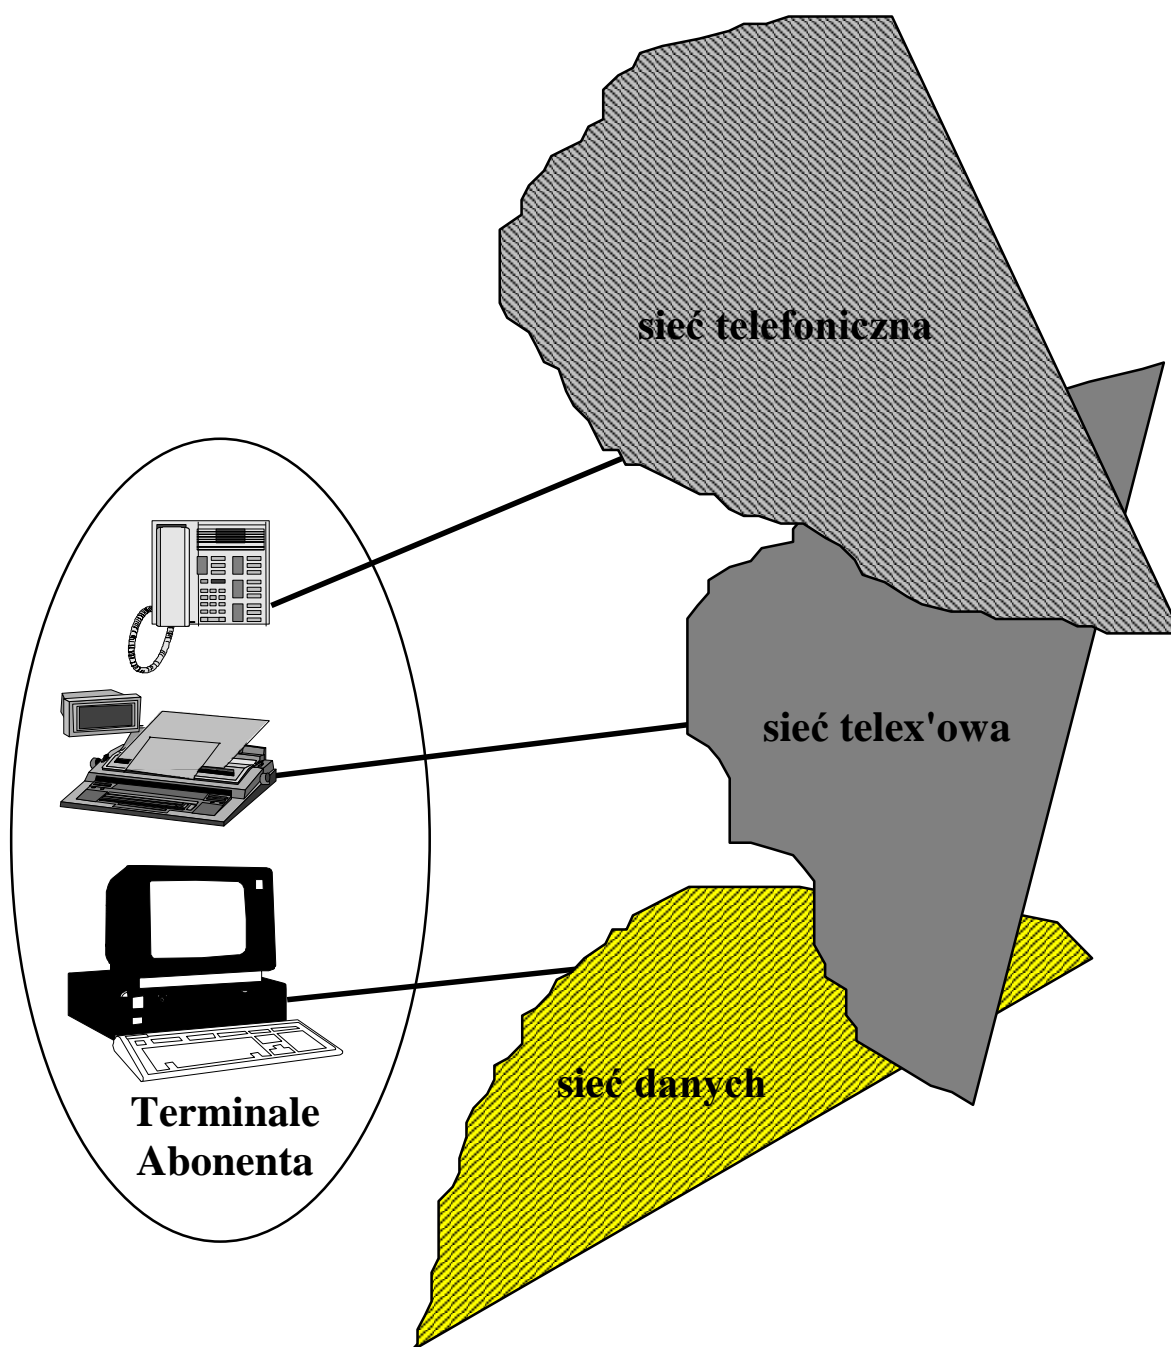 sieć telefoniczna
sieć telex'owa
sieć danych
Terminale
Abonenta